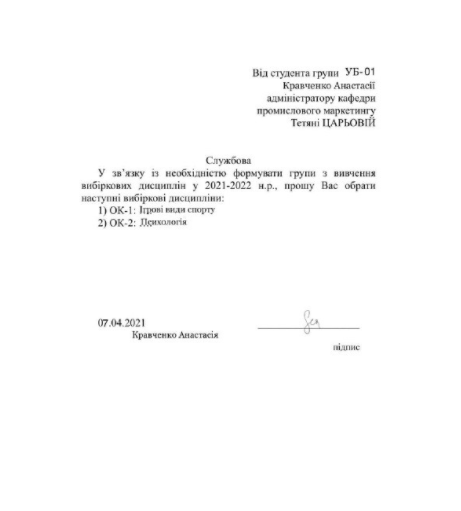 Від студента групи УБ-01
Кравченко Анастасії
адміністратору кафедри
промислового маркетингу
Тетяні ЦАРЬОВІЙ
Службова
У зв’язку із необхідністю формувати групи з вивчення
вибіркових дисциплін у 2021-2022 н.р., прошу Вас обрати
наступні вибіркові дисципліни:
1) ОК-1: Ігрові види спорту
2) ОК-2: Психологія
07.04.2021
Кравченко Анастасія
підпис